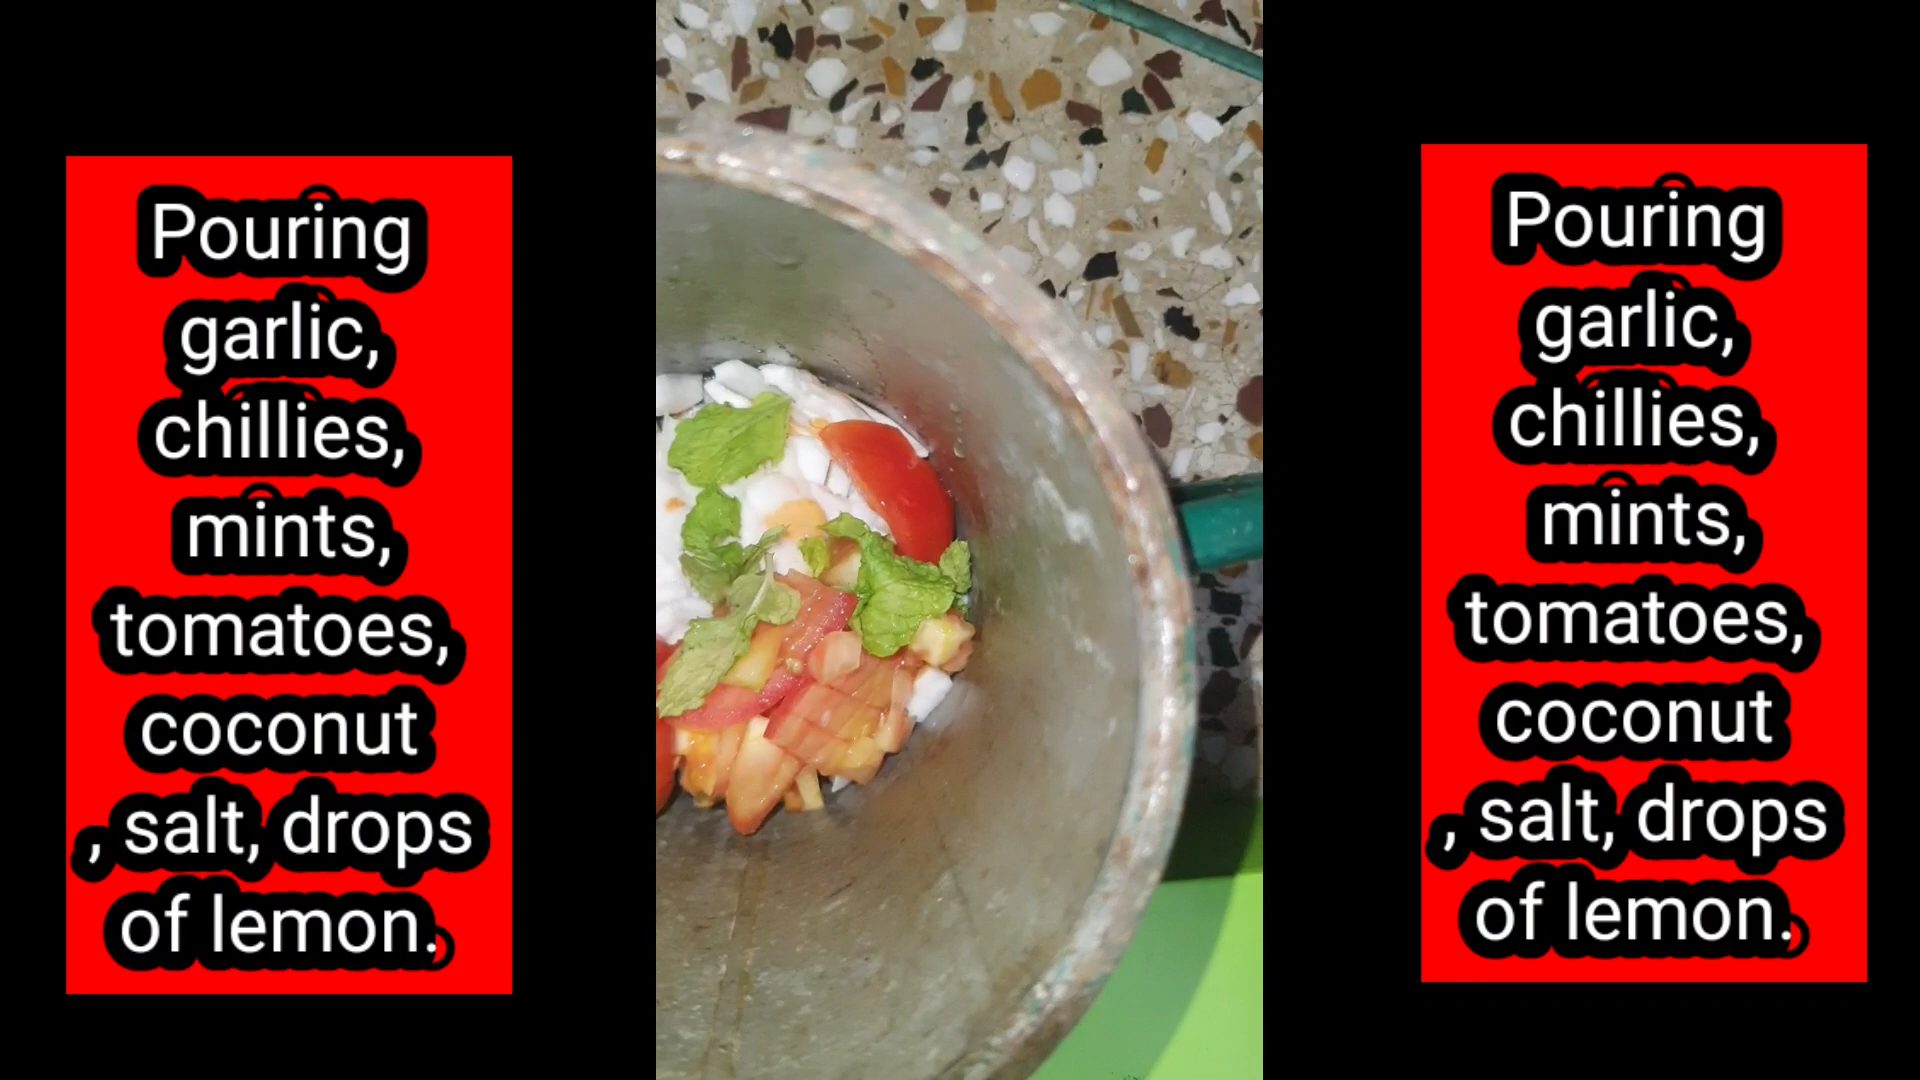 Pouring
garlic,
chillies,
mints,
tomatoes,
coconut
, salt, drops
of lemon.
Pouring
garlic,
chillies,
mints,
tomatoes,
coconut
, salt, drops
of lemon.